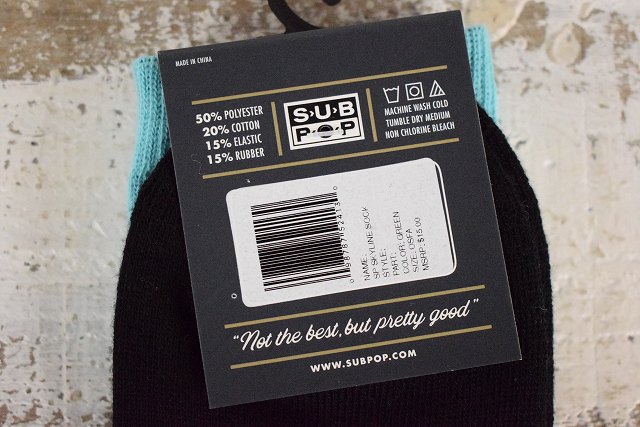 MADE IN CHINA
50% POLYESTER
20% COTTON
15% ELASTIC
15% RUBBER
SUB
POP
MACHINE WASH COLD
TUMBLE DRY MEDIUM
NON CHLORINE BLEACH
NAME:
SP SKYLINE SOCK
STYLE:
PART:
COLOR: GREEN
SIZE: OSFA
MSRP: $15.00
"Not the best, but pretty good"
WWW.SUBPOP.COM